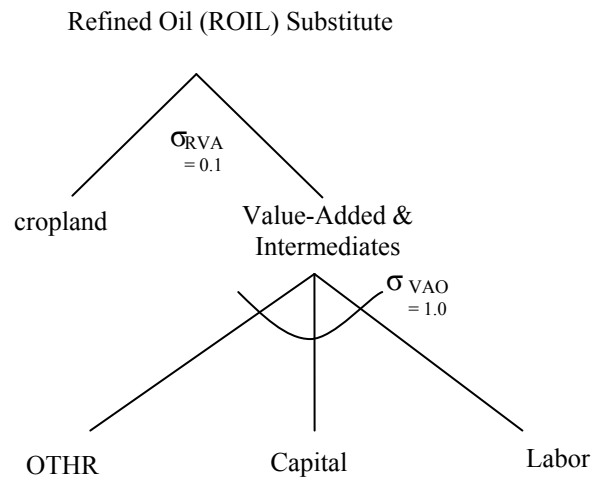 Refined Oil (ROIL) Substitute
σRVA
= 0.1
cropland
Value-Added &
Intermediates
σ VAO
= 1.0
OTHR
Capital
Labor